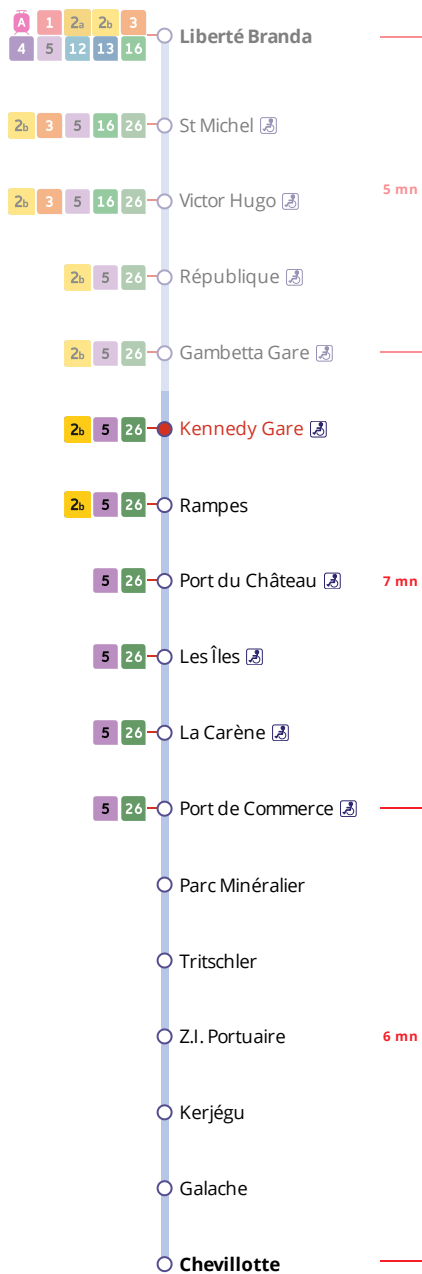 A 1 2a 2b 3
4 5 12 13 16
Liberté Branda
2b 3 5 16 26 St Michel
5 mn
2b 3 5 16 26 Victor Hugo
2b 5 26 République
2b 5 26 Gambetta Gare
2b 5 26 Kennedy Gare
2b 5 26 Rampes
5 26 Port du Château 7 mn
5 26 Les Îles
5 26 La Carène
5 26 Port de Commerce
Parc Minéralier
Tritschler
Z.I. Portuaire 6 mn
Kerjégu
Galache
Chevillotte